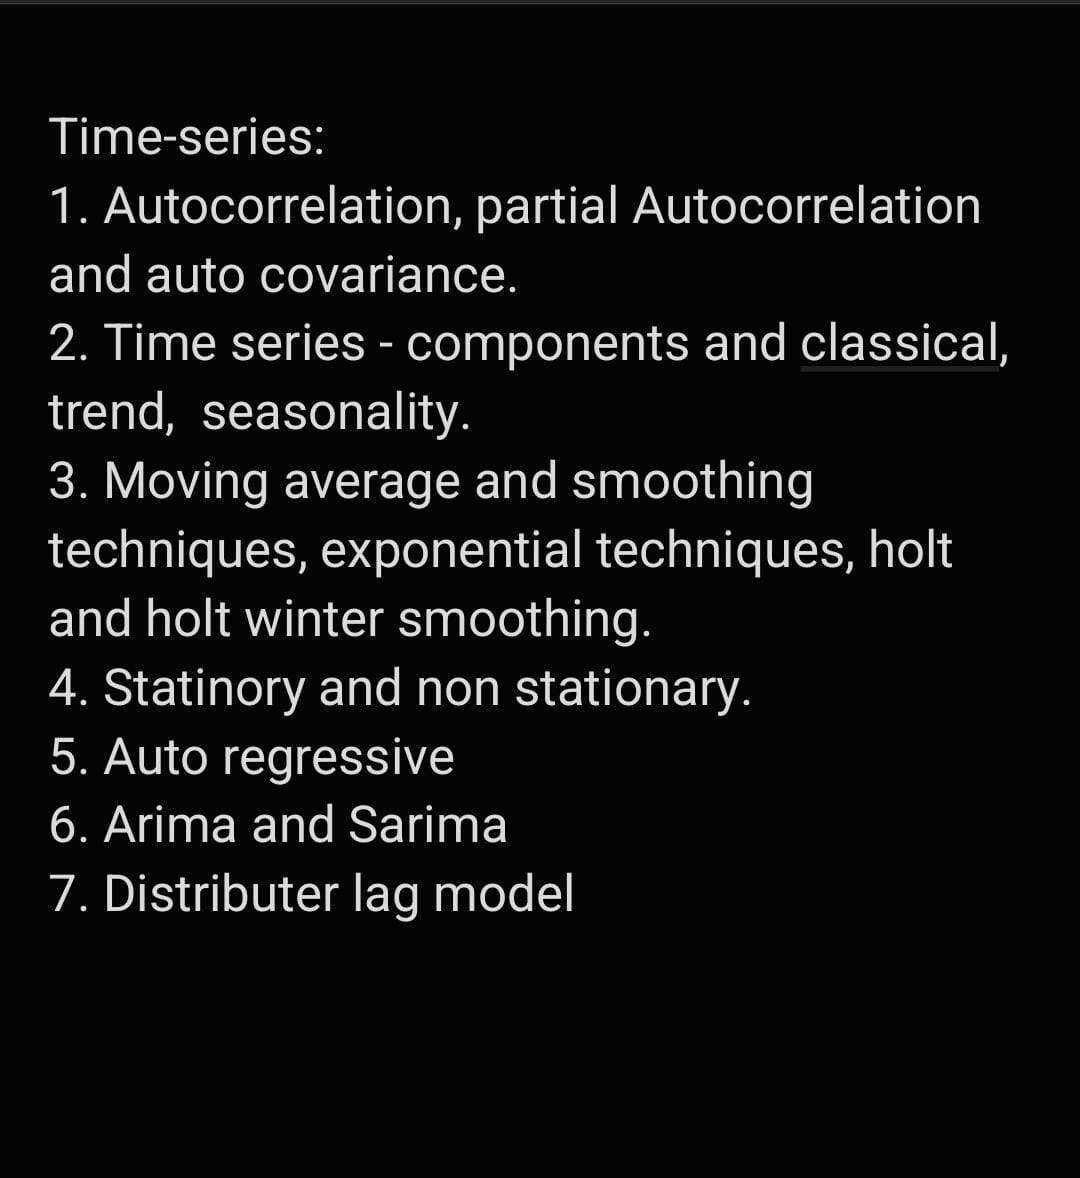 Time-series:
1. Autocorrelation, partial Autocorrelation
and auto covariance.
2. Time series - components and classical,
trend,  seasonality.
3. Moving average and smoothing
techniques, exponential techniques, holt
and holt winter smoothing.
4. Statinory and non stationary.
5. Auto regressive
6. Arima and Sarima
7. Distributer lag model